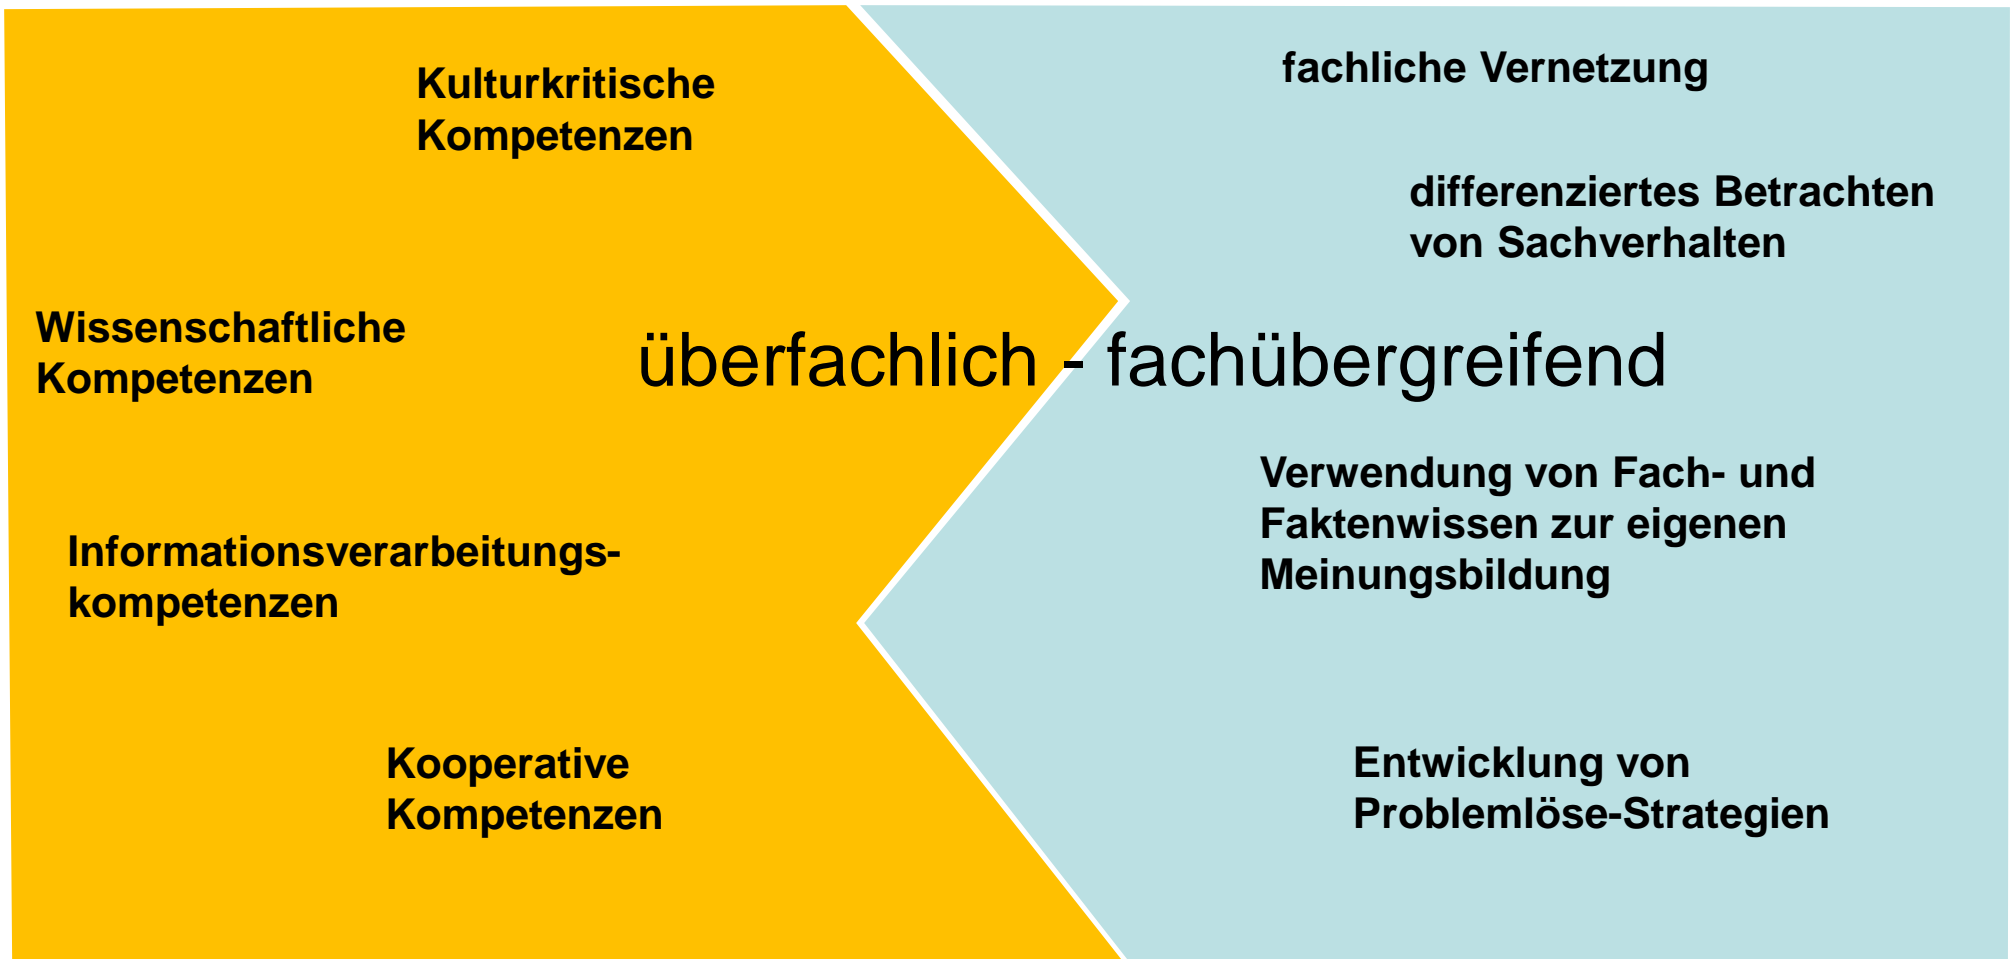 Kulturkritische
Kompetenzen
fachliche Vernetzung
differenziertes Betrachten
von Sachverhalten
Wissenschaftliche
Kompetenzen
überfachlich - fachübergreifend
Informationsverarbeitungs-
kompetenzen
Verwendung von Fach- und
Faktenwissen zur eigenen
Meinungsbildung
Kooperative
Kompetenzen
Entwicklung von
Problemlöse-Strategien